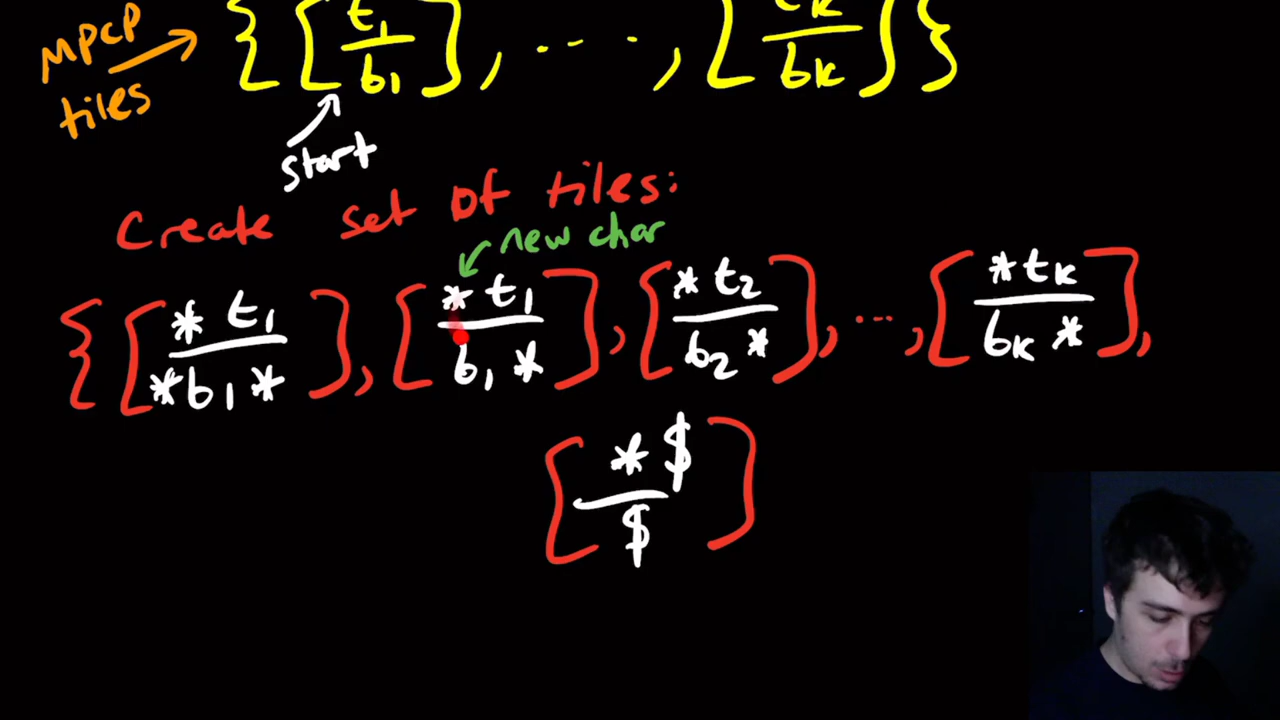 MPCP tiles → { [ t₁ / b₁ ] , ... , [ tₖ / bₖ ] }
start
Create set of tiles:
new char
{ [ * t₁ / * b₁ * ] , [ * t₁ / b₁ * ] , [ * t₂ / b₂ * ] , ... , [ * tₖ / bₖ * ] ,
[ * $ / $ ]